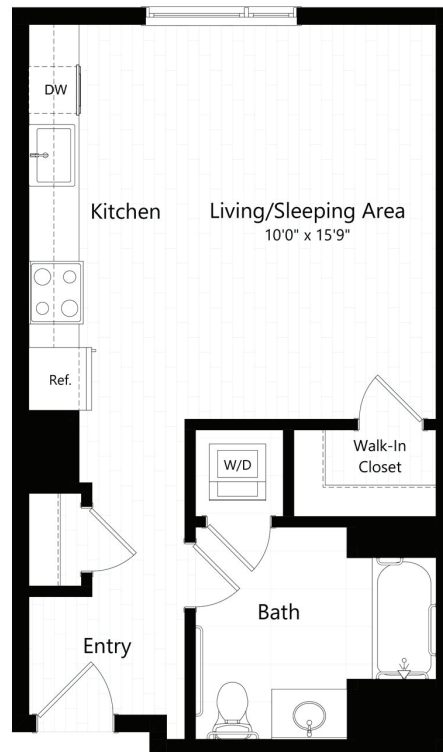 DW
Kitchen
Living/Sleeping Area
10'0" x 15'9"
Ref.
W/D
Walk-In
Closet
Bath
Entry